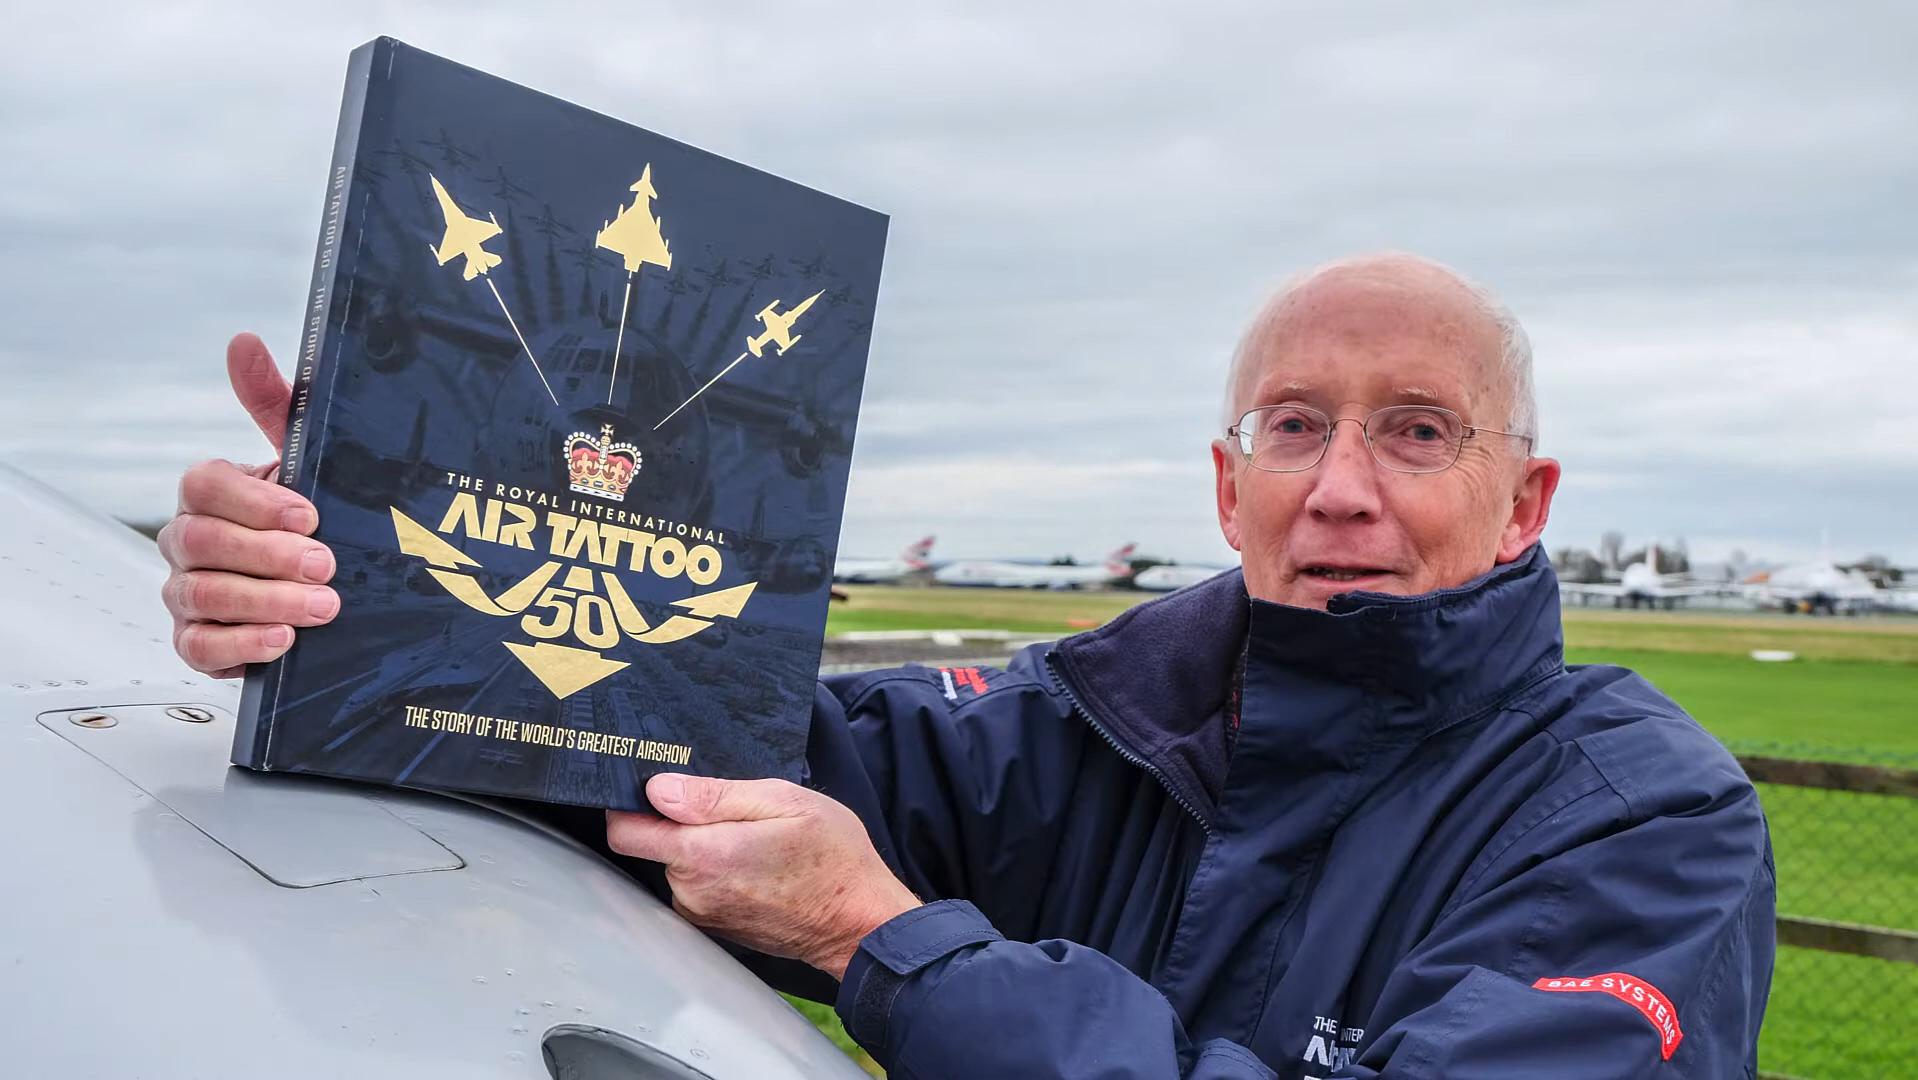 AIR TATTOO 50 - THE STORY OF THE WORLD'S
THE ROYAL INTERNATIONAL
AIR TATTOO
50
THE STORY OF THE WORLD'S GREATEST AIRSHOW
BAE SYSTEMS
THE